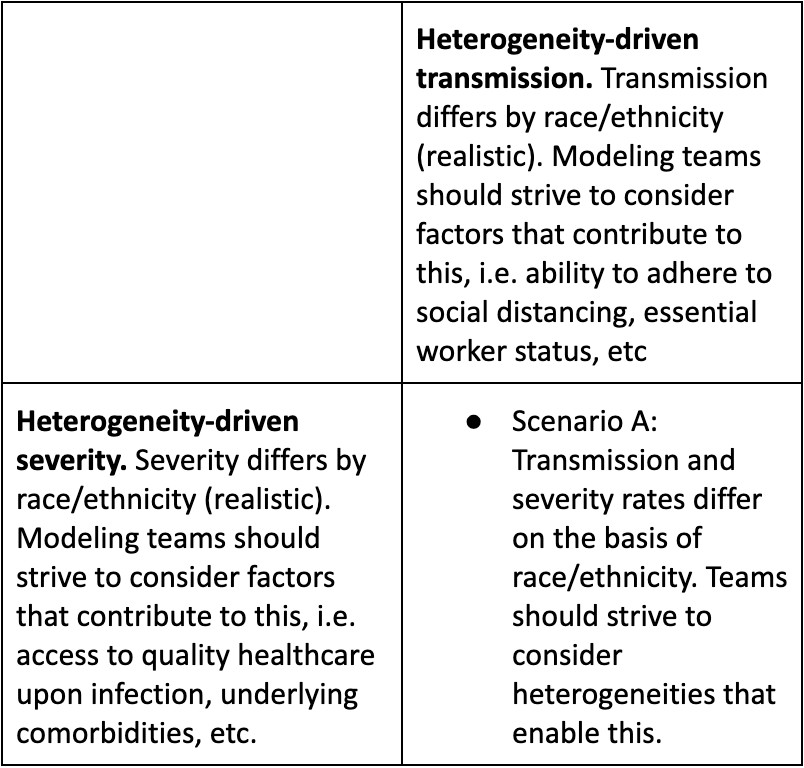 Heterogeneity-driven
transmission. Transmission
differs by race/ethnicity
(realistic). Modeling teams
should strive to consider
factors that contribute to
this, i.e. ability to adhere to
social distancing, essential
worker status, etc
Heterogeneity-driven
severity. Severity differs by
race/ethnicity (realistic).
Modeling teams should
strive to consider factors
that contribute to this, i.e.
access to quality healthcare
upon infection, underlying
comorbidities, etc.
● Scenario A:
Transmission and
severity rates differ
on the basis of
race/ethnicity. Teams
should strive to
consider
heterogeneities that
enable this.